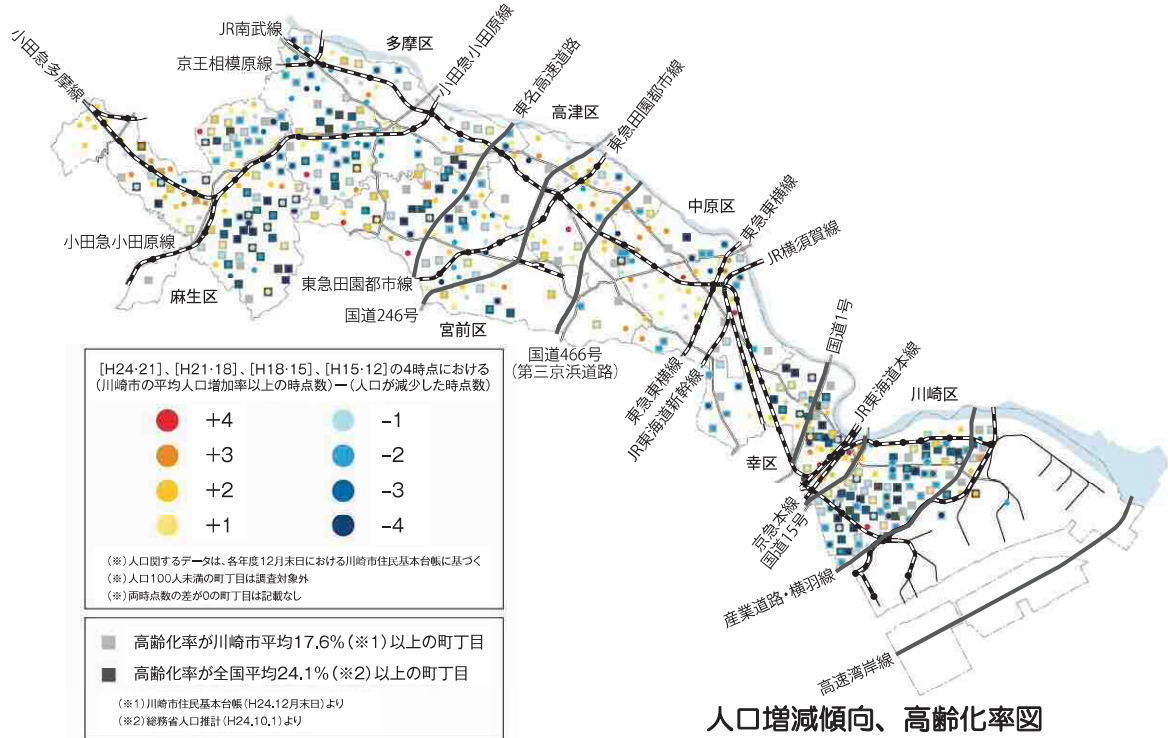 JR南武線
多摩区
京王相模原線
小田急小田原線
小田急多摩線
東名高速道路
高津区
東急田園都市線
中原区
東急東横線
JR横須賀線
小田急小田原線
麻生区
東急田園都市線
国道246号
宮前区
国道466号
(第三京浜道路)
東急東横線
JR東海道新幹線
国道1号
JR東海道本線
川崎区
幸区
京急本線
国道15号
産業道路・横羽線
高速湾岸線
[H24-21]、[H21-18]、[H18-15]、[H15-12]の4時点における
(川崎市の平均人口増加率以上の時点数)ー(人口が減少した時点数)
+4 -1
+3 -2
+2 -3
+1 -4
(※)人口関するデータは、各年度12月末日における川崎市住民基本台帳に基づく
(※)人口100人未満の町丁目は調査対象外
(※)両時点数の差が0の町丁目は記載なし
高齢化率が川崎市平均17.6%(※1)以上の町丁目
高齢化率が全国平均24.1%(※2)以上の町丁目
(※1)川崎市住民基本台帳(H24.12月末日)より
(※2)総務省人口推計(H24.10.1)より
人口増減傾向、高齢化率図